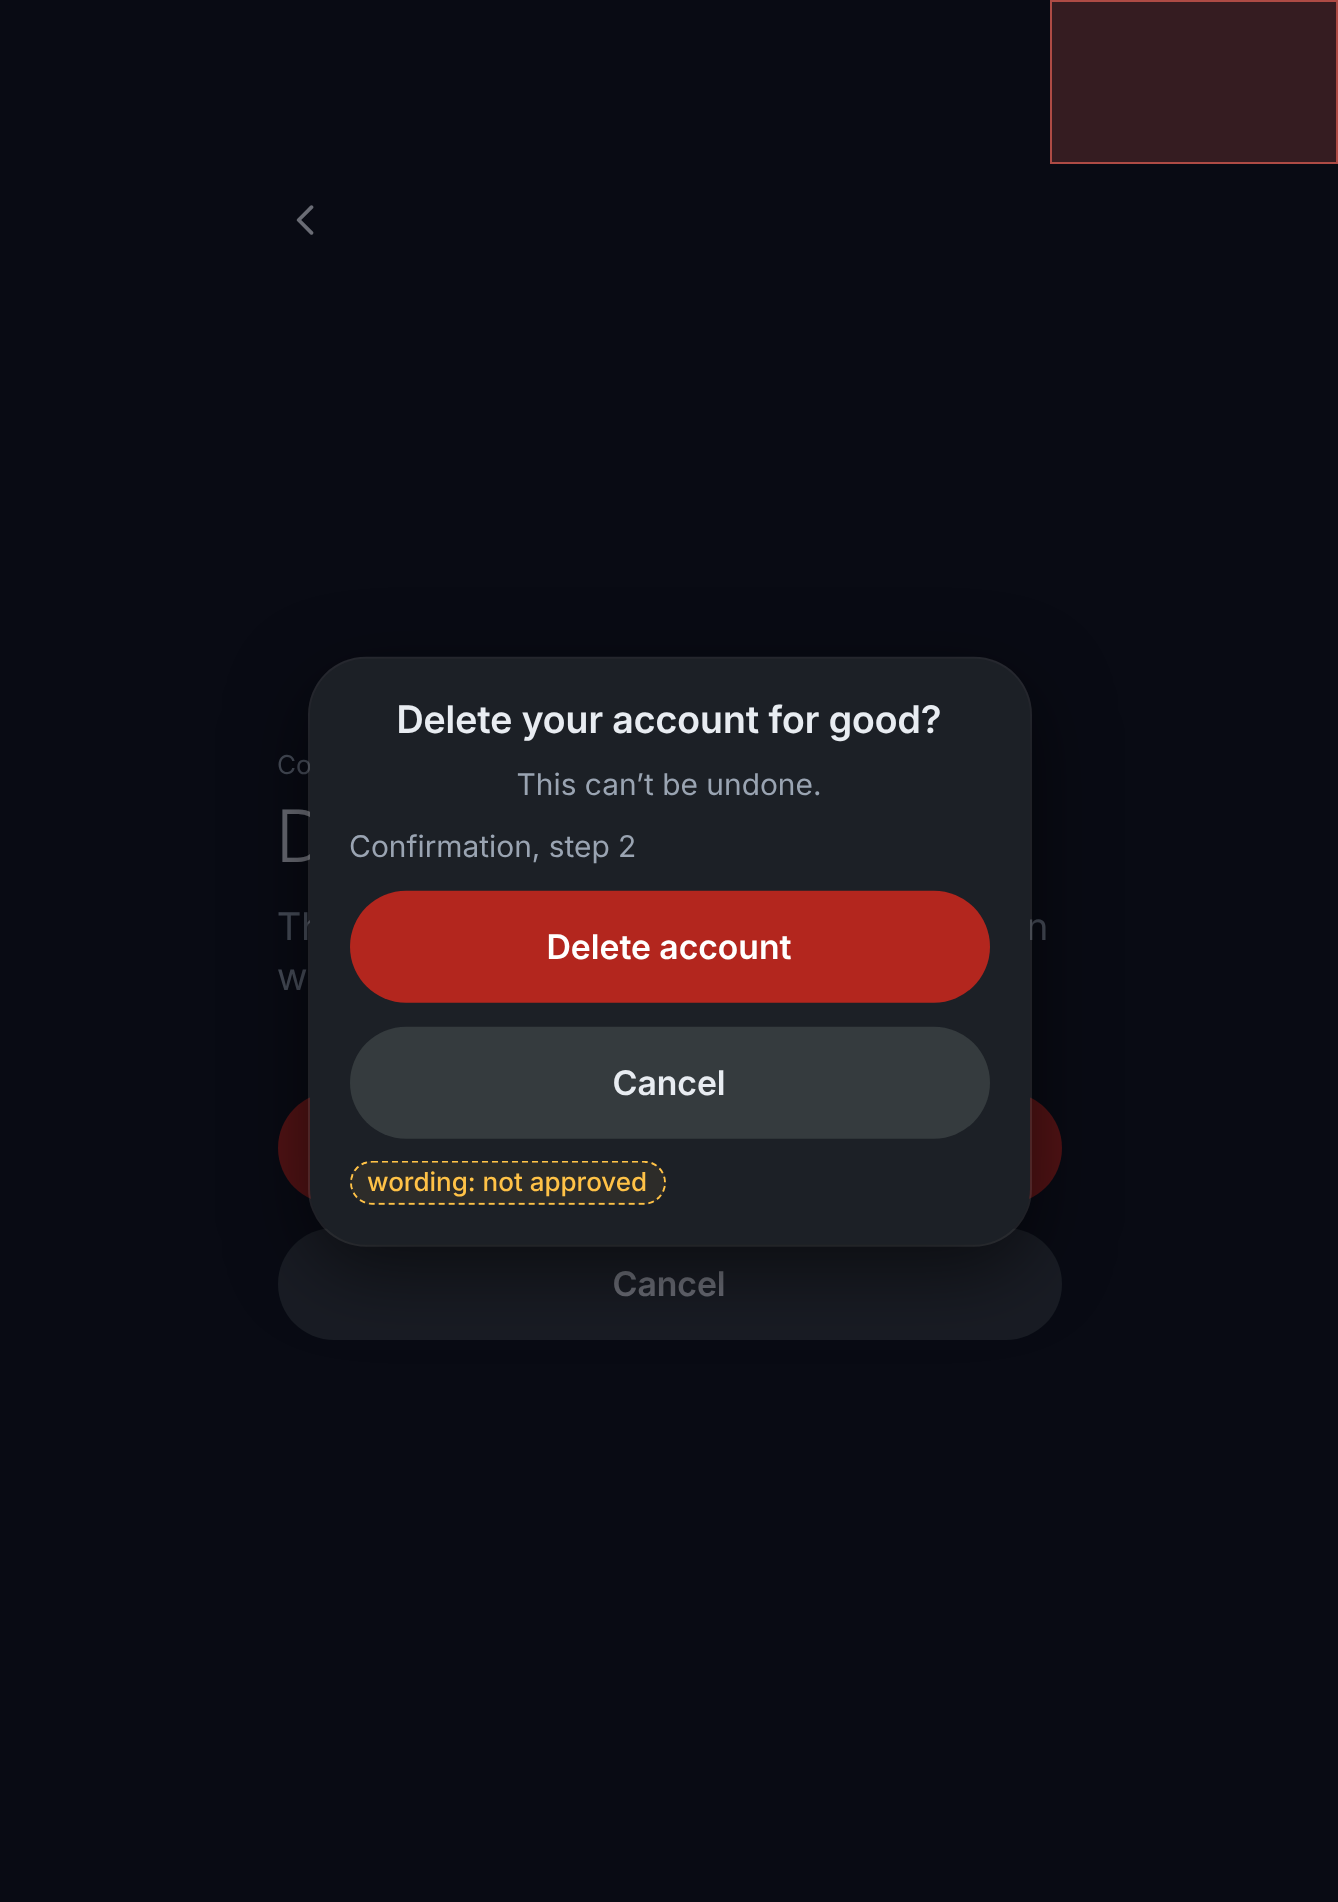 Delete your account for good?
This can’t be undone.
Confirmation, step 2
Delete account
Cancel
wording: not approved
Cancel